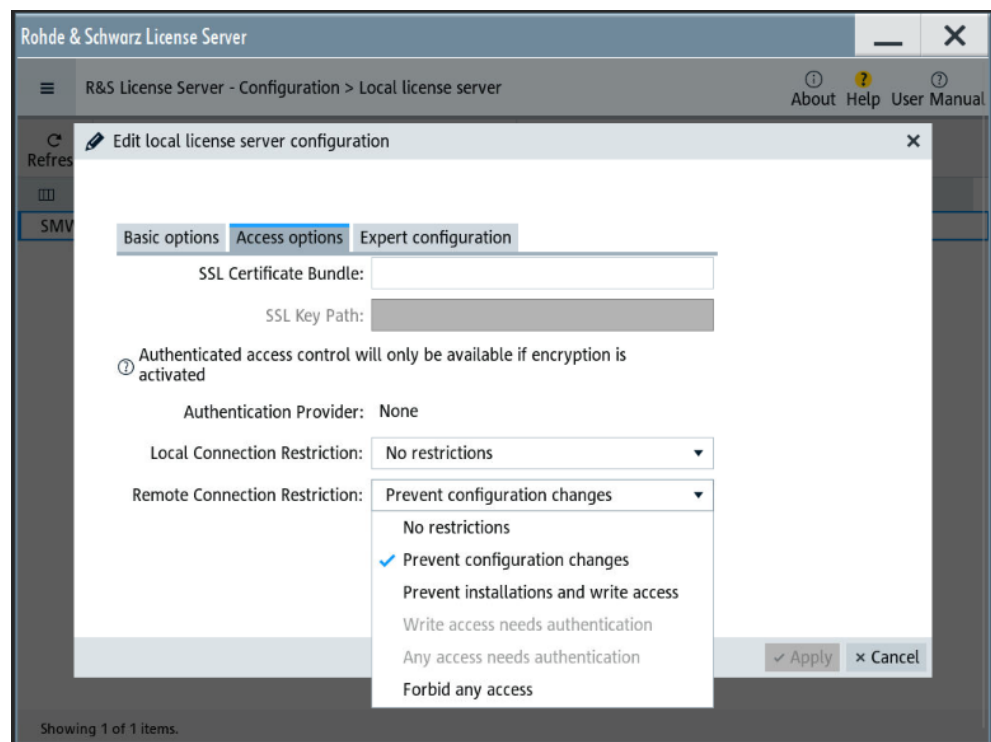 Rohde & Schwarz License Server
R&S License Server - Configuration > Local license server
About Help User Manual
Refres
Edit local license server configuration
SMW
Basic options Access options Expert configuration
SSL Certificate Bundle:
SSL Key Path:
Authenticated access control will only be available if encryption is
activated
Authentication Provider: None
Local Connection Restriction: No restrictions
Remote Connection Restriction: Prevent configuration changes
No restrictions
Prevent configuration changes
Prevent installations and write access
Write access needs authentication
Any access needs authentication
Apply Cancel
Forbid any access
Showing 1 of 1 items.